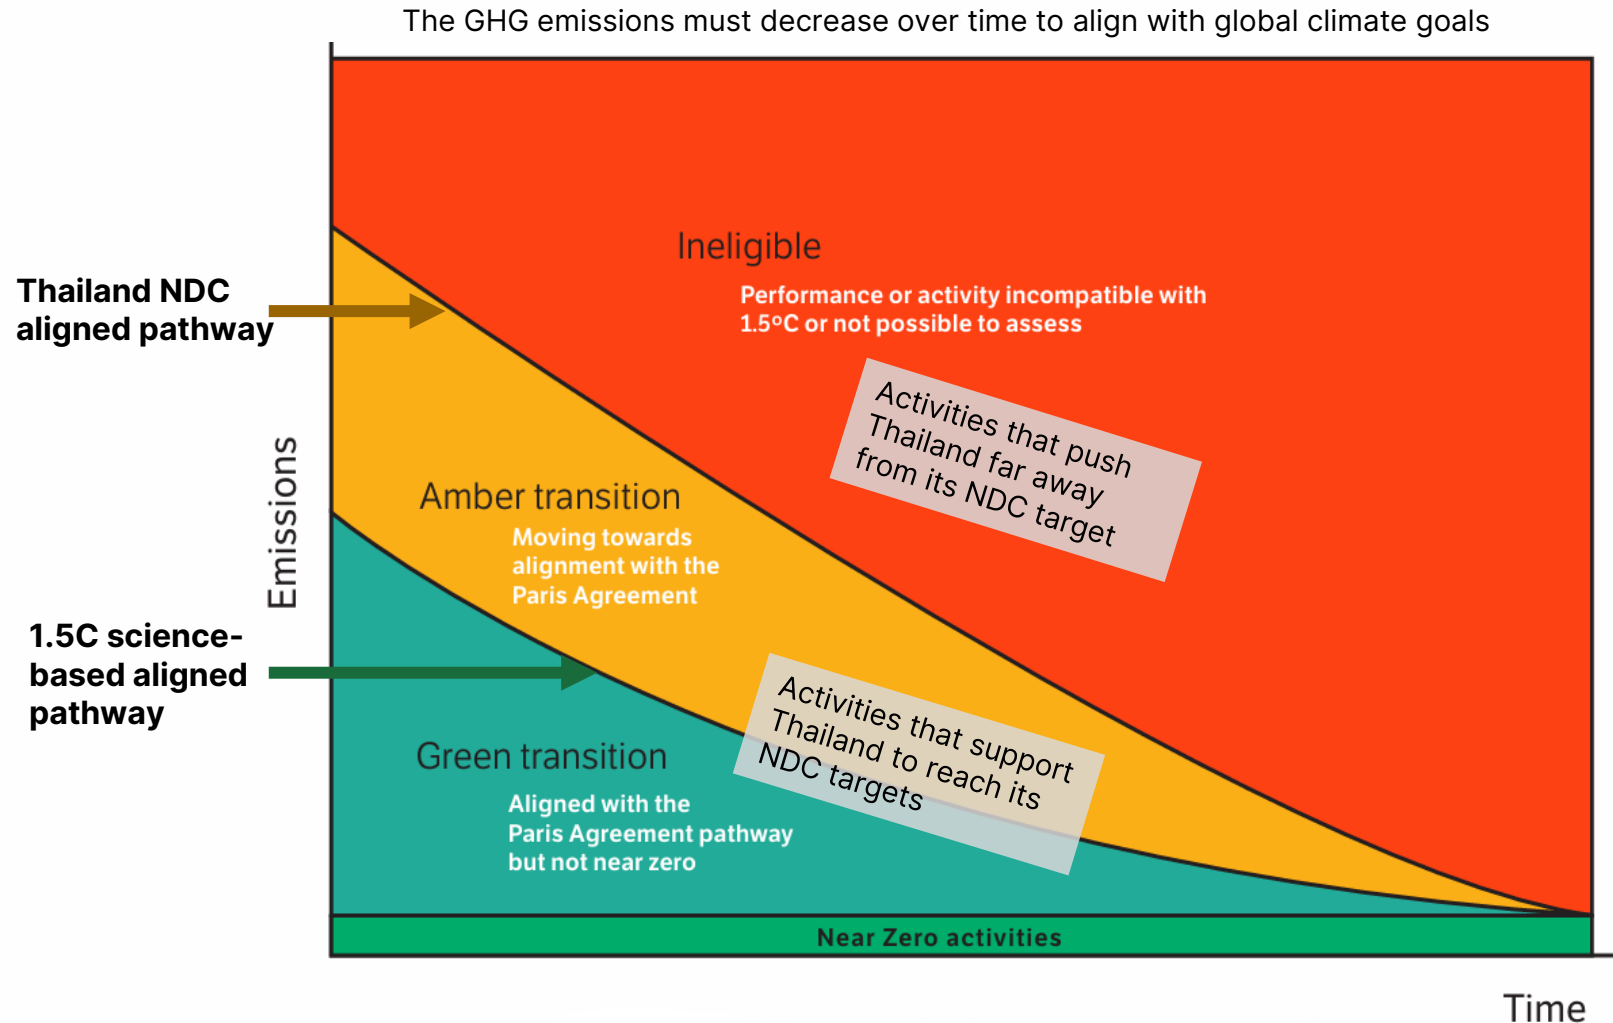 The GHG emissions must decrease over time to align with global climate goals
Ineligible
Performance or activity incompatible with
1.5ºC or not possible to assess
Thailand NDC
aligned pathway
Activities that push
Thailand far away
from its NDC target
Emissions
Amber transition
Moving towards
alignment with the
Paris Agreement
1.5C science-
based aligned
pathway
Activities that support
Thailand to reach its
NDC targets
Green transition
Aligned with the
Paris Agreement pathway
but not near zero
Near Zero activities
Time